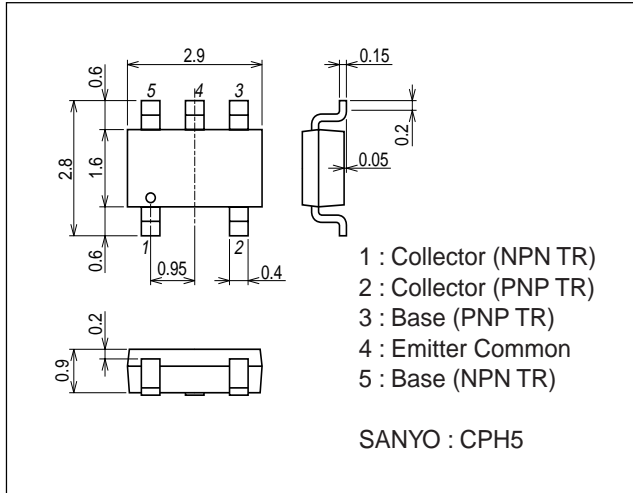 2.9
0.15
0.6
5
4
3
0.2
2.8
1.6
0.05
0.6
1
0.95
2
0.4
1 : Collector (NPN TR)
2 : Collector (PNP TR)
3 : Base (PNP TR)
4 : Emitter Common
5 : Base (NPN TR)
0.2
0.9
SANYO : CPH5